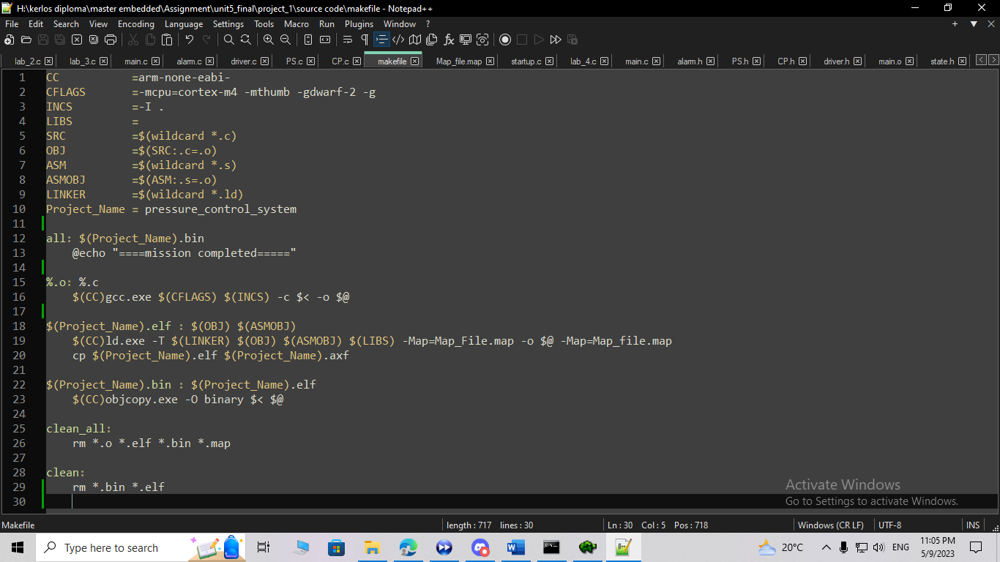 H:\kerlos diploma\master embedded\Assignment\unit5_final\project_1\source code\makefile - Notepad++
File Edit Search View Encoding Language Settings Tools Macro Run Plugins Window ?
lab_2.c lab_3.c main.c alarm.c driver.c PS.c CP.c makefile Map_file.map startup.c lab_4.c main.c alarm.h PS.h CP.h driver.h main.o state.h
1 CC =arm-none-eabi-
2 CFLAGS =-mcpu=cortex-m4 -mthumb -gdwarf-2 -g
3 INCS =-I .
4 LIBS =
5 SRC =$(wildcard *.c)
6 OBJ =$(SRC:.c=.o)
7 ASM =$(wildcard *.s)
8 ASMOBJ =$(ASM:.s=.o)
9 LINKER =$(wildcard *.ld)
10 Project_Name = pressure_control_system
11
12 all: $(Project_Name).bin
13 @echo "====mission completed====="
14
15 %.o: %.c
16 $(CC)gcc.exe $(CFLAGS) $(INCS) -c $< -o $@
17
18 $(Project_Name).elf : $(OBJ) $(ASMOBJ)
19 $(CC)ld.exe -T $(LINKER) $(OBJ) $(ASMOBJ) $(LIBS) -Map=Map_File.map -o $@ -Map=Map_file.map
20 cp $(Project_Name).elf $(Project_Name).axf
21
22 $(Project_Name).bin : $(Project_Name).elf
23 $(CC)objcopy.exe -O binary $< $@
24
25 clean_all:
26 rm *.o *.elf *.bin *.map
27
28 clean:
29 rm *.bin *.elf
30
Activate Windows
Go to Settings to activate Windows.
Makefile length : 717 lines : 30 Ln : 30 Col : 5 Pos : 718 Windows (CR LF) UTF-8 INS
Type here to search 20°C ENG 11:05 PM
5/9/2023